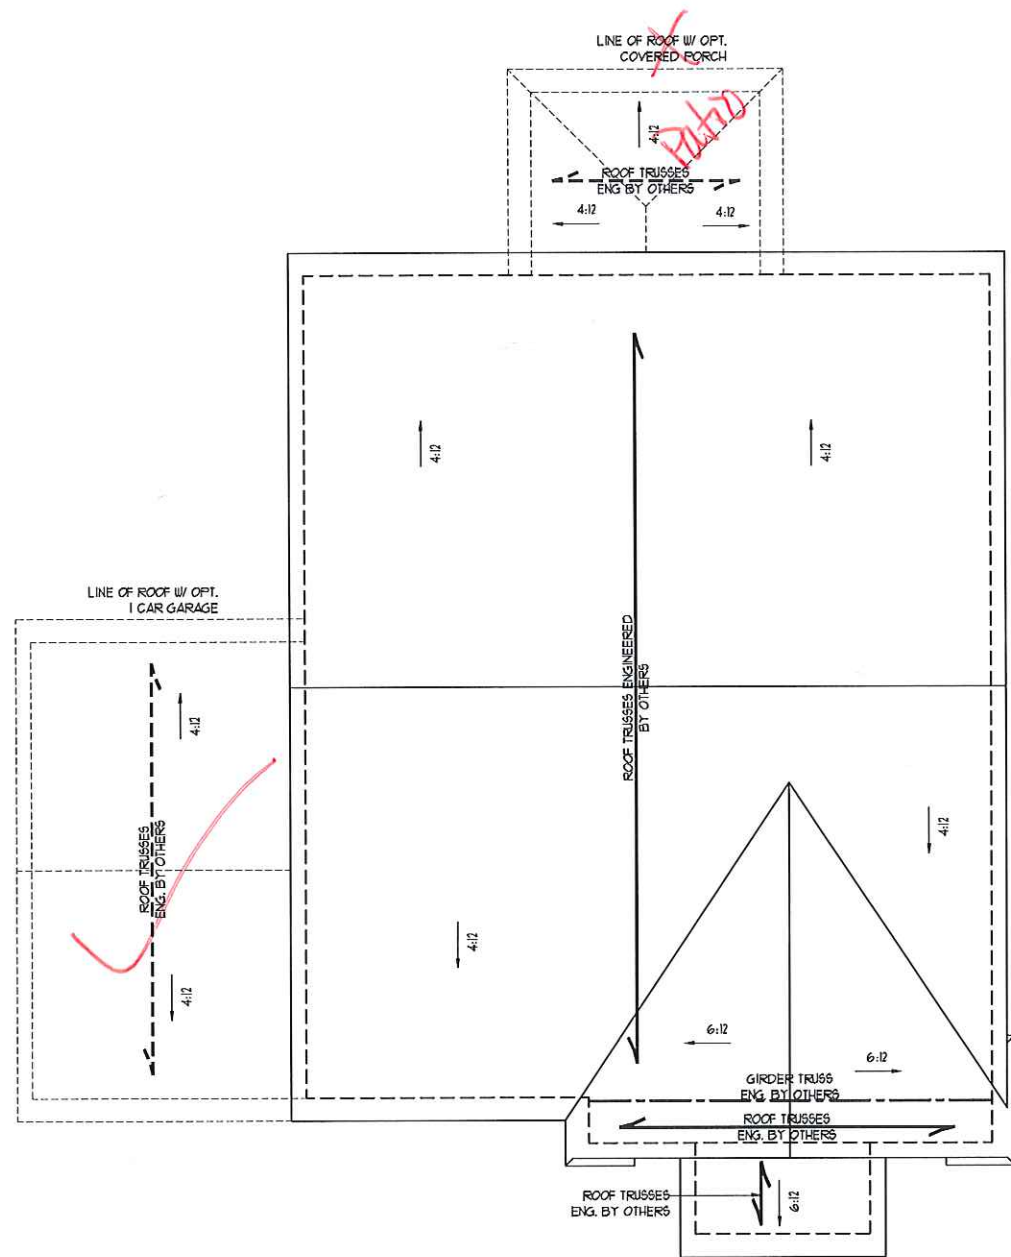 LINE OF ROOF W/ OPT.
COVERED PORCH
Patio
4:12
ROOF TRUSSES
ENG BY OTHERS
4:12
4:12
4:12
4:12
LINE OF ROOF W/ OPT.
1 CAR GARAGE
4:12
ROOF TRUSSES ENGINEERED
BY OTHERS
ROOF TRUSSES
ENG. BY OTHERS
4:12
4:12
4:12
6:12
6:12
GIRDER TRUSS
ENG. BY OTHERS
ROOF TRUSSES
ENG. BY OTHERS
ROOF TRUSSES
ENG. BY OTHERS
6:12